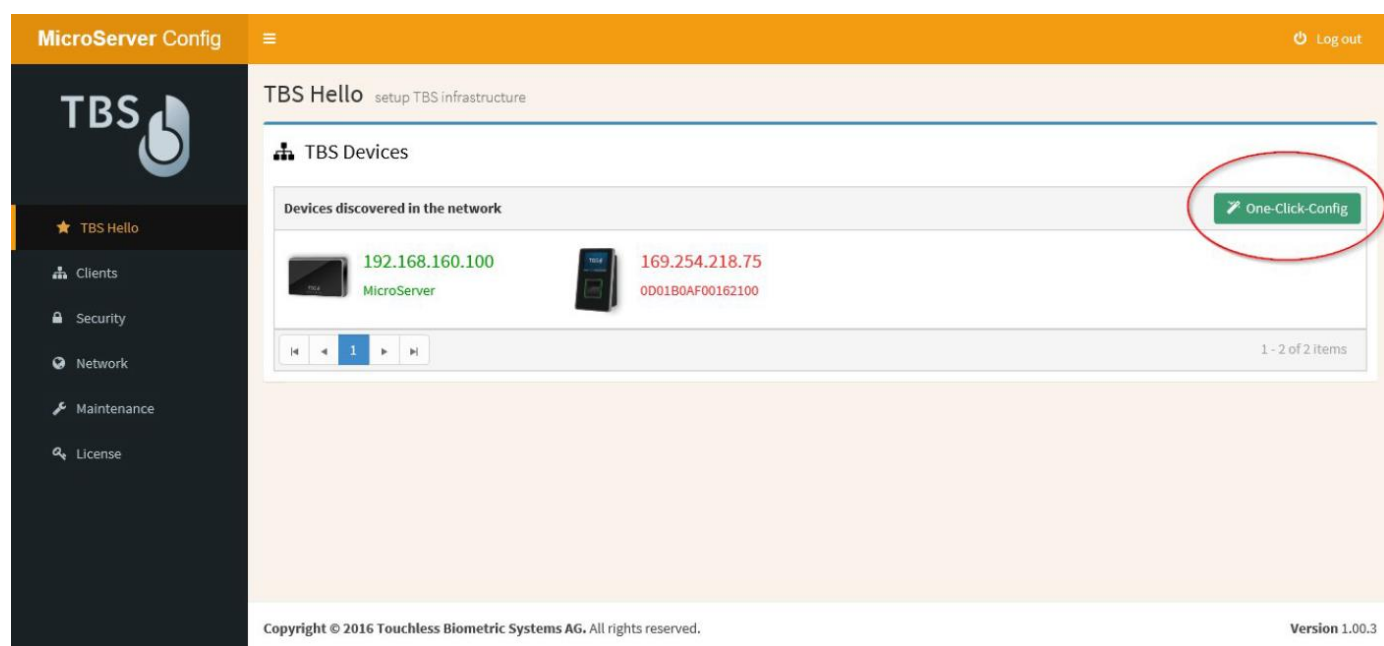 MicroServer Config
Log out
TBS
TBS Hello
Clients
Security
Network
Maintenance
License
TBS Hello setup TBS infrastructure
TBS Devices
Devices discovered in the network
One-Click-Config
192.168.160.100
MicroServer
169.254.218.75
0D01B0AF00162100
1
1 - 2 of 2 items
Copyright © 2016 Touchless Biometric Systems AG. All rights reserved.
Version 1.00.3